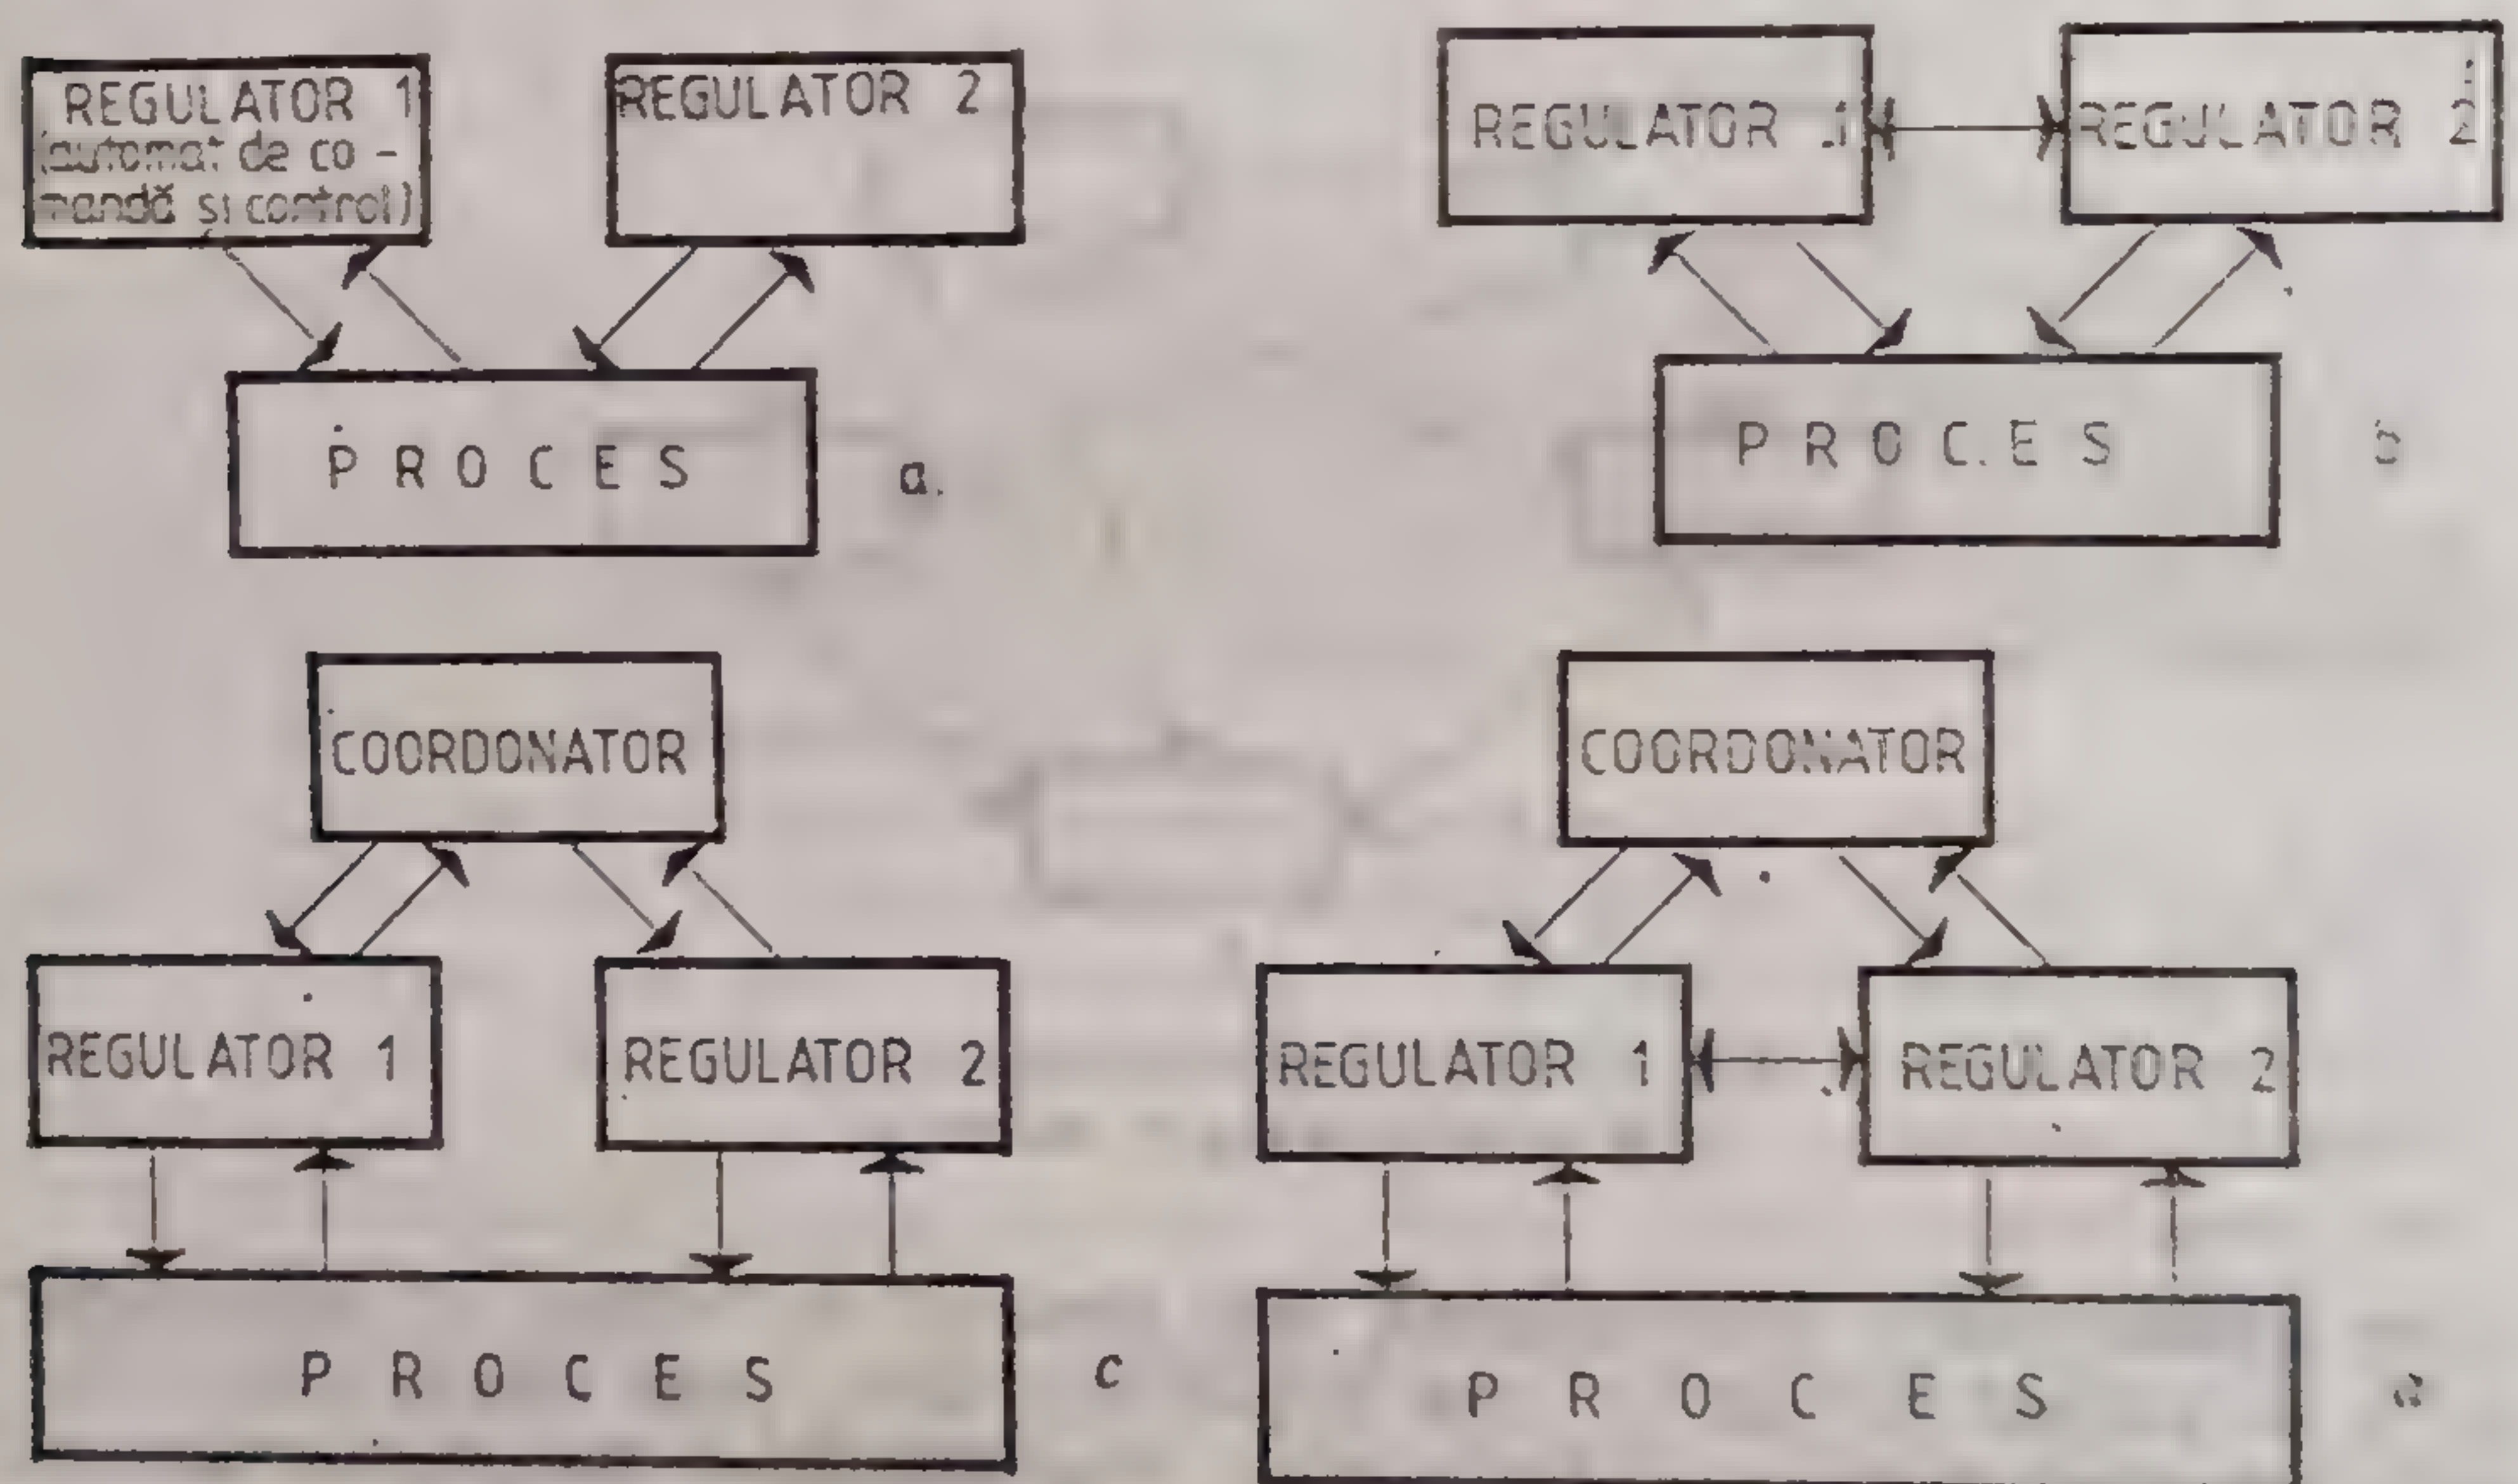 REGULATOR 1
(automat de co -
mandă și control)
REGULATOR 2
P R O C E S
a.
REGULATOR 1
REGULATOR 2
P R O C E S
b
COORDONATOR
REGULATOR 1
REGULATOR 2
P R O C E S
c
COORDONATOR
REGULATOR 1
REGULATOR 2
P R O C E S
d